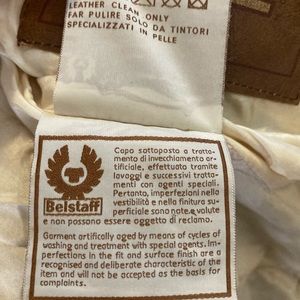 LEATHER CLEAN ONLY
FAR PULIRE SOLO DA TINTORI
SPECIALIZZATI IN PELLE
Belstaff
Capo sottoposto a tratta-
mento di invecchiamento ar-
tificiale, effettuato tramite
lavaggi e successivi tratta-
menti con agenti speciali.
Pertanto, imperfezioni nella
vestibilità e nella finitura su-
perficiale sono note,volute
e non possono essere oggetto di reclamo.
Garment artificially aged by means of cycles of
washing and treatment with special agents. Im-
perfections in the fit and surface finish are a
recognised and deliberate characteristic of the
item and will not be accepted as the basis for
complaints.